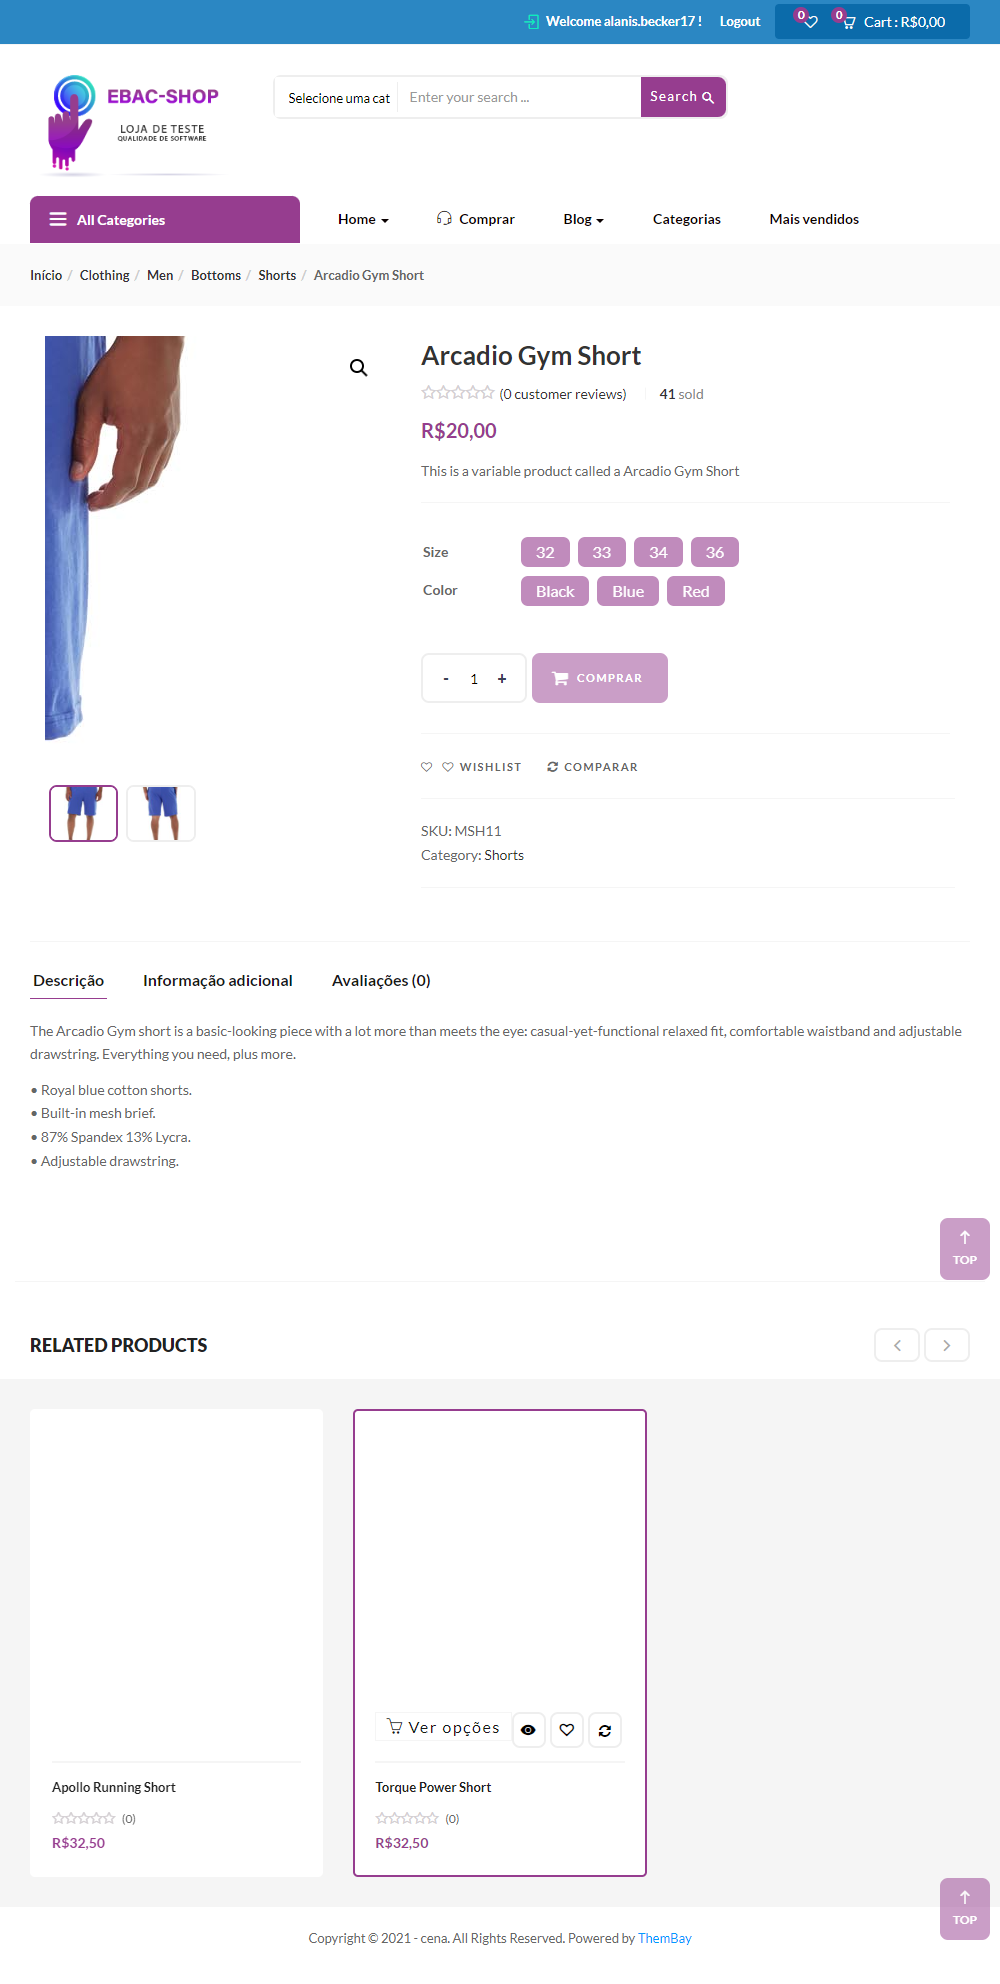 Welcome alanis.becker17 ! Logout 0 0 Cart : R$0,00
EBAC-SHOP
LOJA DE TESTE
QUALIDADE DE SOFTWARE
Selecione uma cat Enter your search ... Search
All Categories Home Comprar Blog Categorias Mais vendidos
Início / Clothing / Men / Bottoms / Shorts / Arcadio Gym Short
Arcadio Gym Short
(0 customer reviews) 41 sold
R$20,00
This is a variable product called a Arcadio Gym Short
Size 32 33 34 36
Color Black Blue Red
- 1 + COMPRAR
WISHLIST COMPARAR
SKU: MSH11
Category: Shorts
Descrição Informação adicional Avaliações (0)
The Arcadio Gym short is a basic-looking piece with a lot more than meets the eye: casual-yet-functional relaxed fit, comfortable waistband and adjustable
drawstring. Everything you need, plus more.
• Royal blue cotton shorts.
• Built-in mesh brief.
• 87% Spandex 13% Lycra.
• Adjustable drawstring.
TOP
RELATED PRODUCTS
Ver opções
Apollo Running Short
(0)
R$32,50
Torque Power Short
(0)
R$32,50
TOP
Copyright © 2021 - cena. All Rights Reserved. Powered by ThemBay